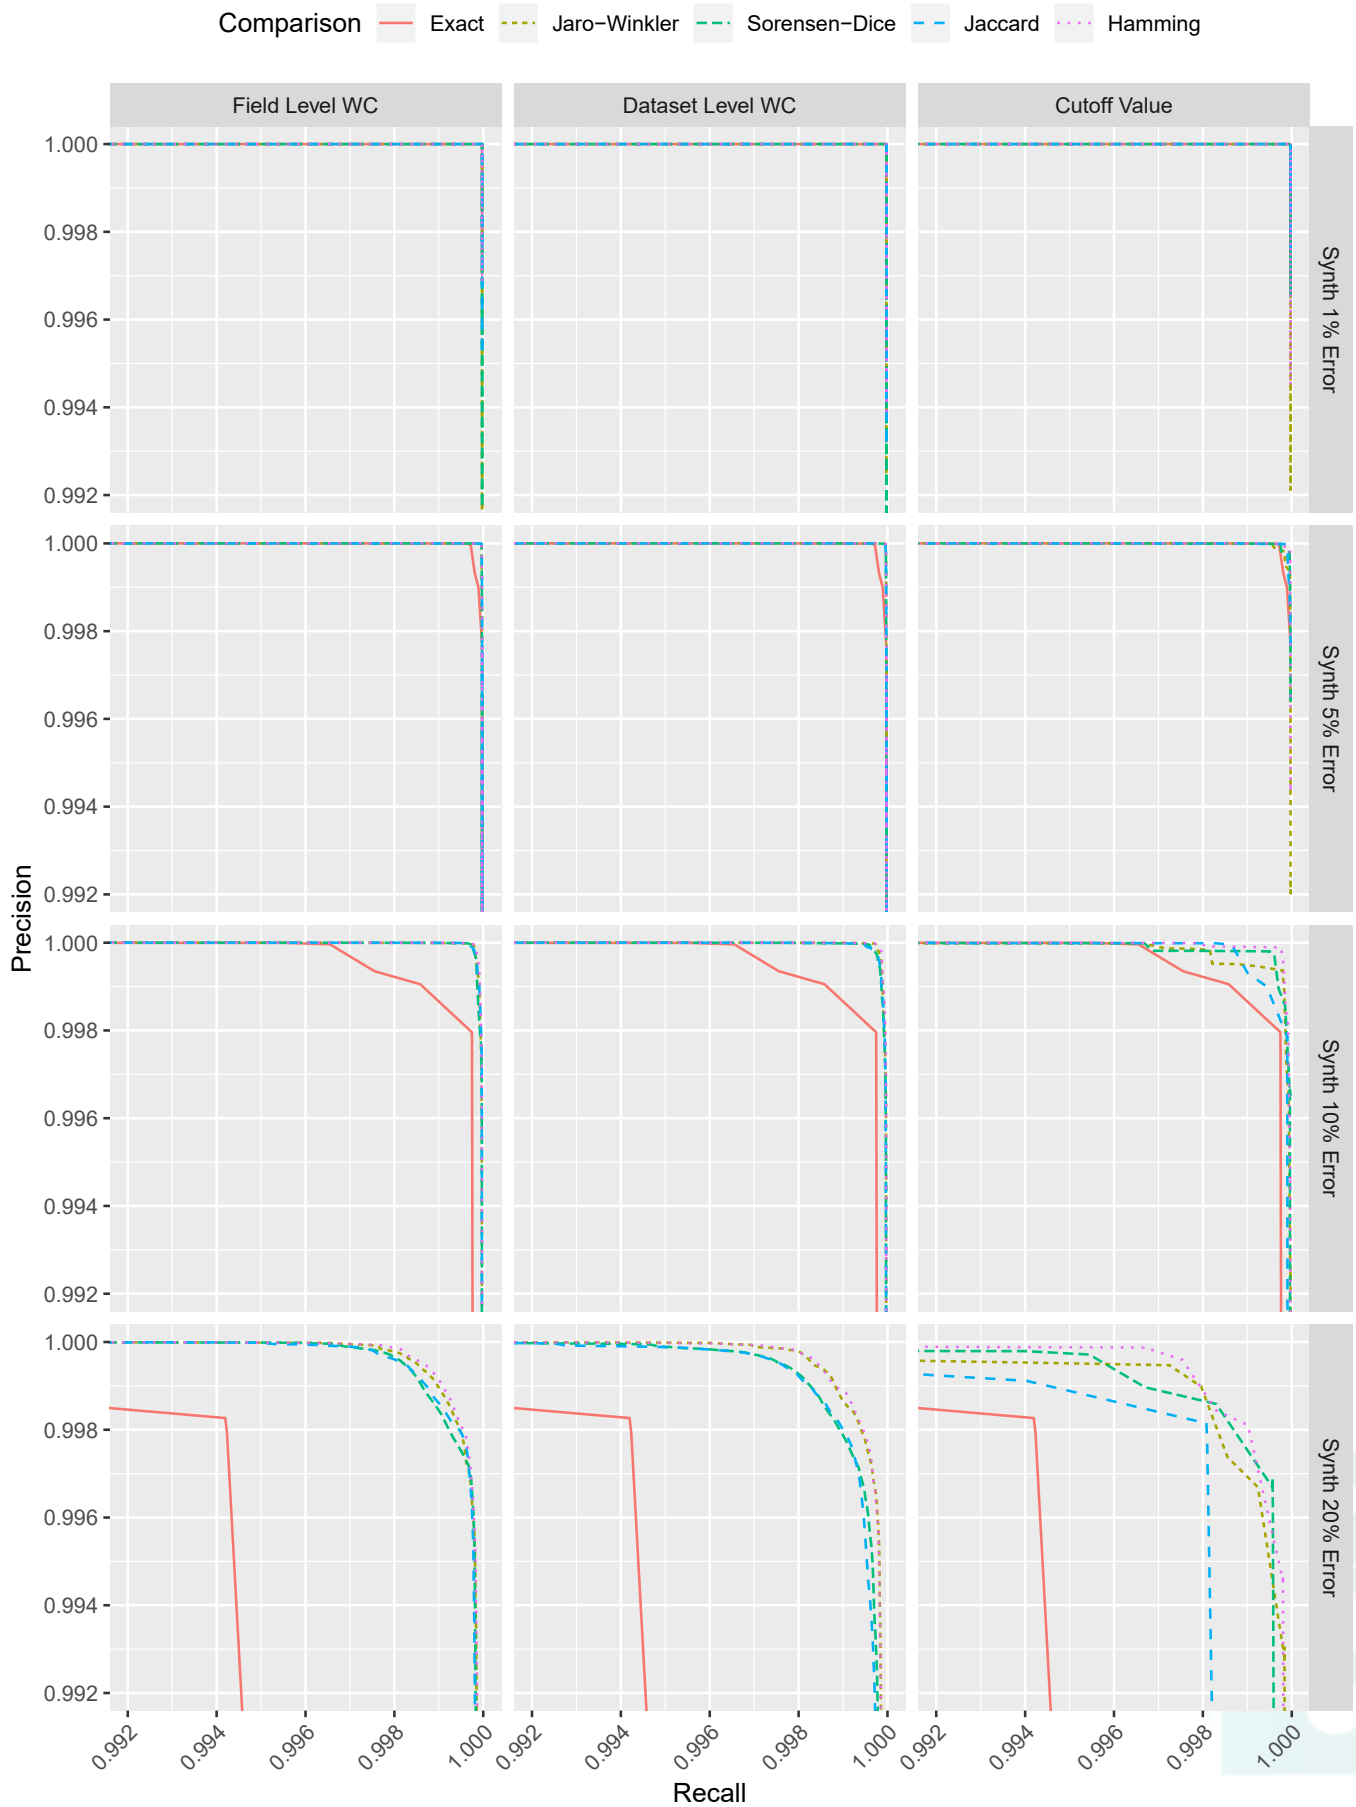 Comparison Exact Jaro−Winkler Sorensen−Dice Jaccard Hamming
Field Level WC Dataset Level WC Cutoff Value
1.000
0.998
0.996
0.994
0.992
Synth 1% Error
1.000
0.998
0.996
0.994
0.992
Synth 5% Error
Precision
1.000
0.998
0.996
0.994
0.992
Synth 10% Error
1.000
0.998
0.996
0.994
0.992
Synth 20% Error
0.992 0.994 0.996 0.998 1.000 0.992 0.994 0.996 0.998 1.000 0.992 0.994 0.996 0.998 1.000
Recall